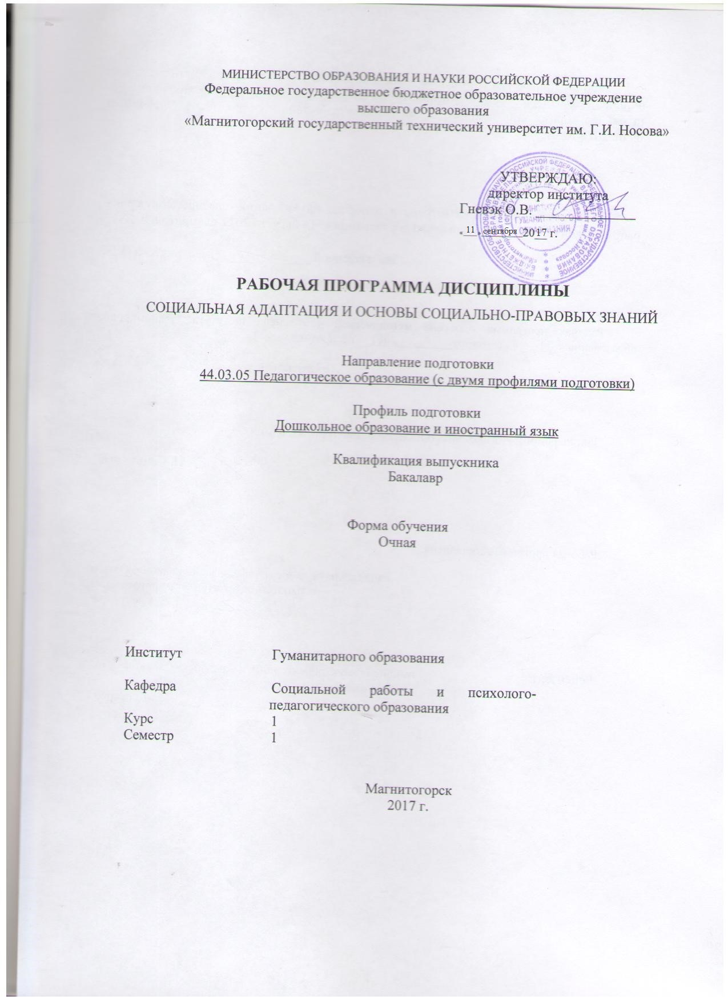 МИНИСТЕРСТВО ОБРАЗОВАНИЯ И НАУКИ РОССИЙСКОЙ ФЕДЕРАЦИИ
Федеральное государственное бюджетное образовательное учреждение
высшего образования
«Магнитогорский государственный технический университет им. Г.И. Носова»
УТВЕРЖДАЮ:
директор института
Гневэк О.В.
« 11 » сентября 2017 г.
РАБОЧАЯ ПРОГРАММА ДИСЦИПЛИНЫ
СОЦИАЛЬНАЯ АДАПТАЦИЯ И ОСНОВЫ СОЦИАЛЬНО-ПРАВОВЫХ ЗНАНИЙ
Направление подготовки
44.03.05 Педагогическое образование (с двумя профилями подготовки)
Профиль подготовки
Дошкольное образование и иностранный язык
Квалификация выпускника
Бакалавр
Форма обучения
Очная
Институт Гуманитарного образования
Кафедра Социальной работы и психолого-
педагогического образования
Курс 1
Семестр 1
Магнитогорск
2017 г.